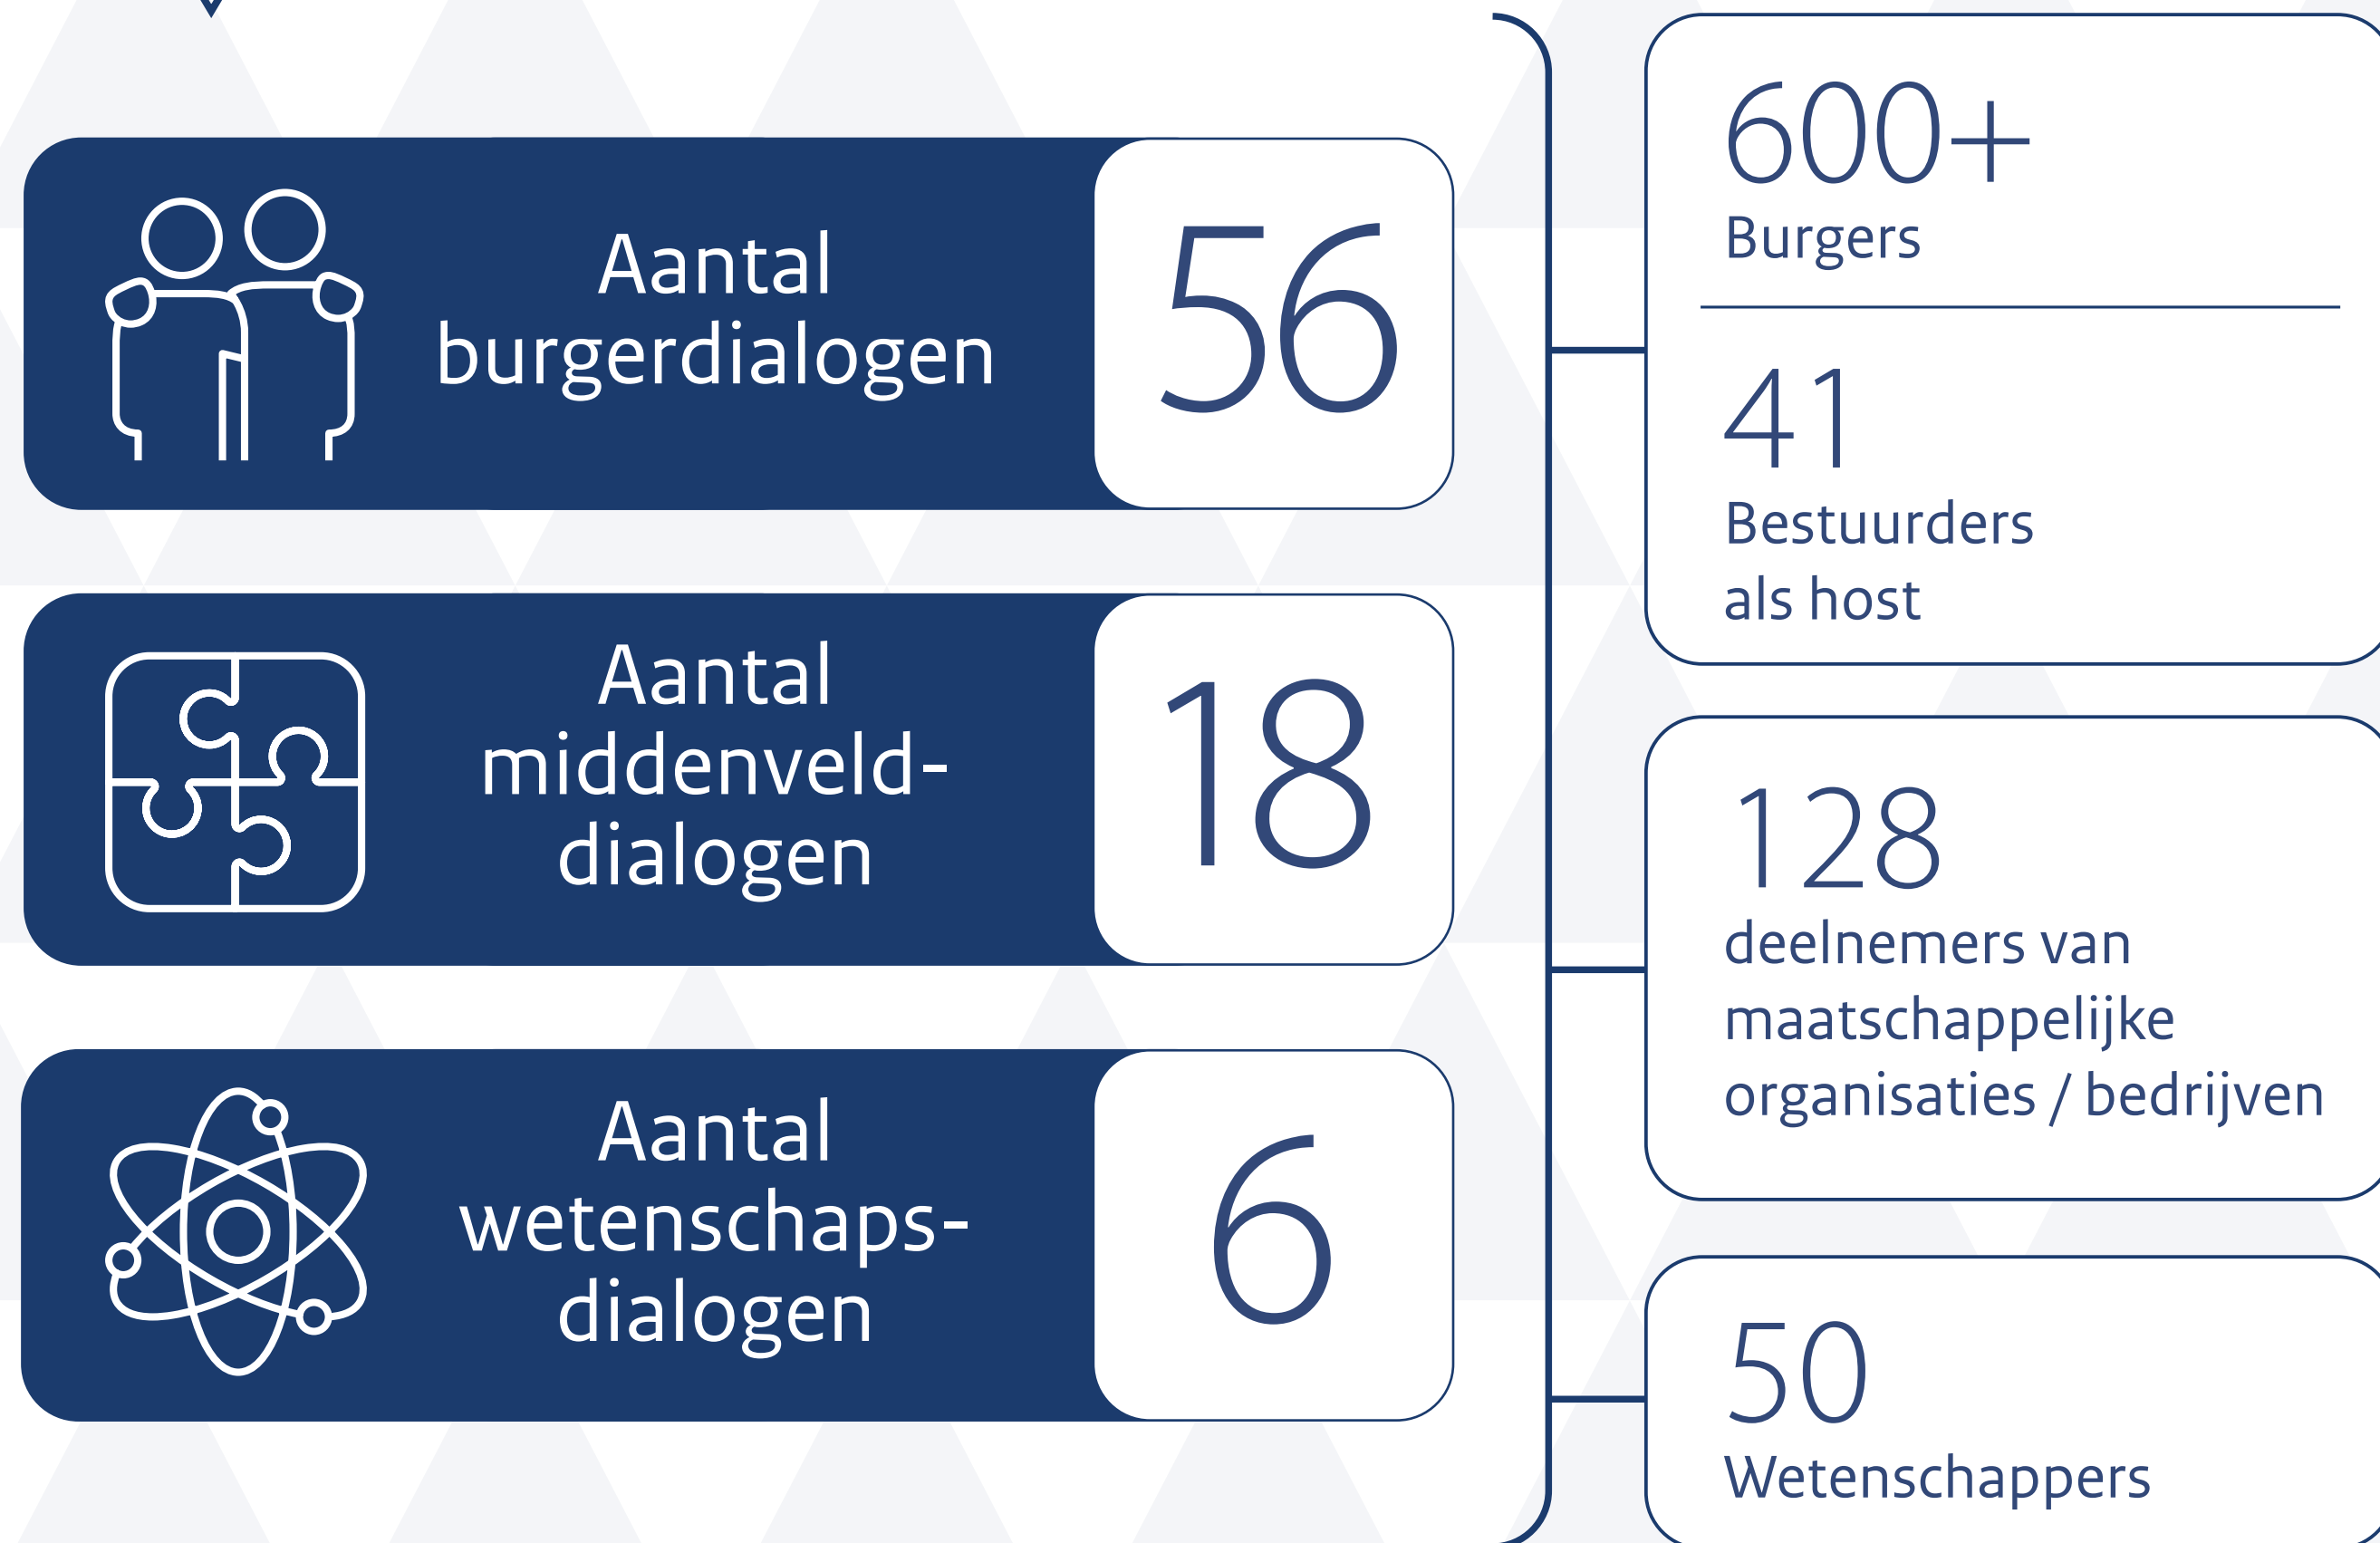 Aantal
burgerdialogen
56
Aantal
middenveld-
dialogen
18
Aantal
wetenschaps-
dialogen
6
600+
Burgers
41
Bestuurders
als host
128
deelnemers van
maatschappelijke
organisaties / bedrijven
50
Wetenschappers